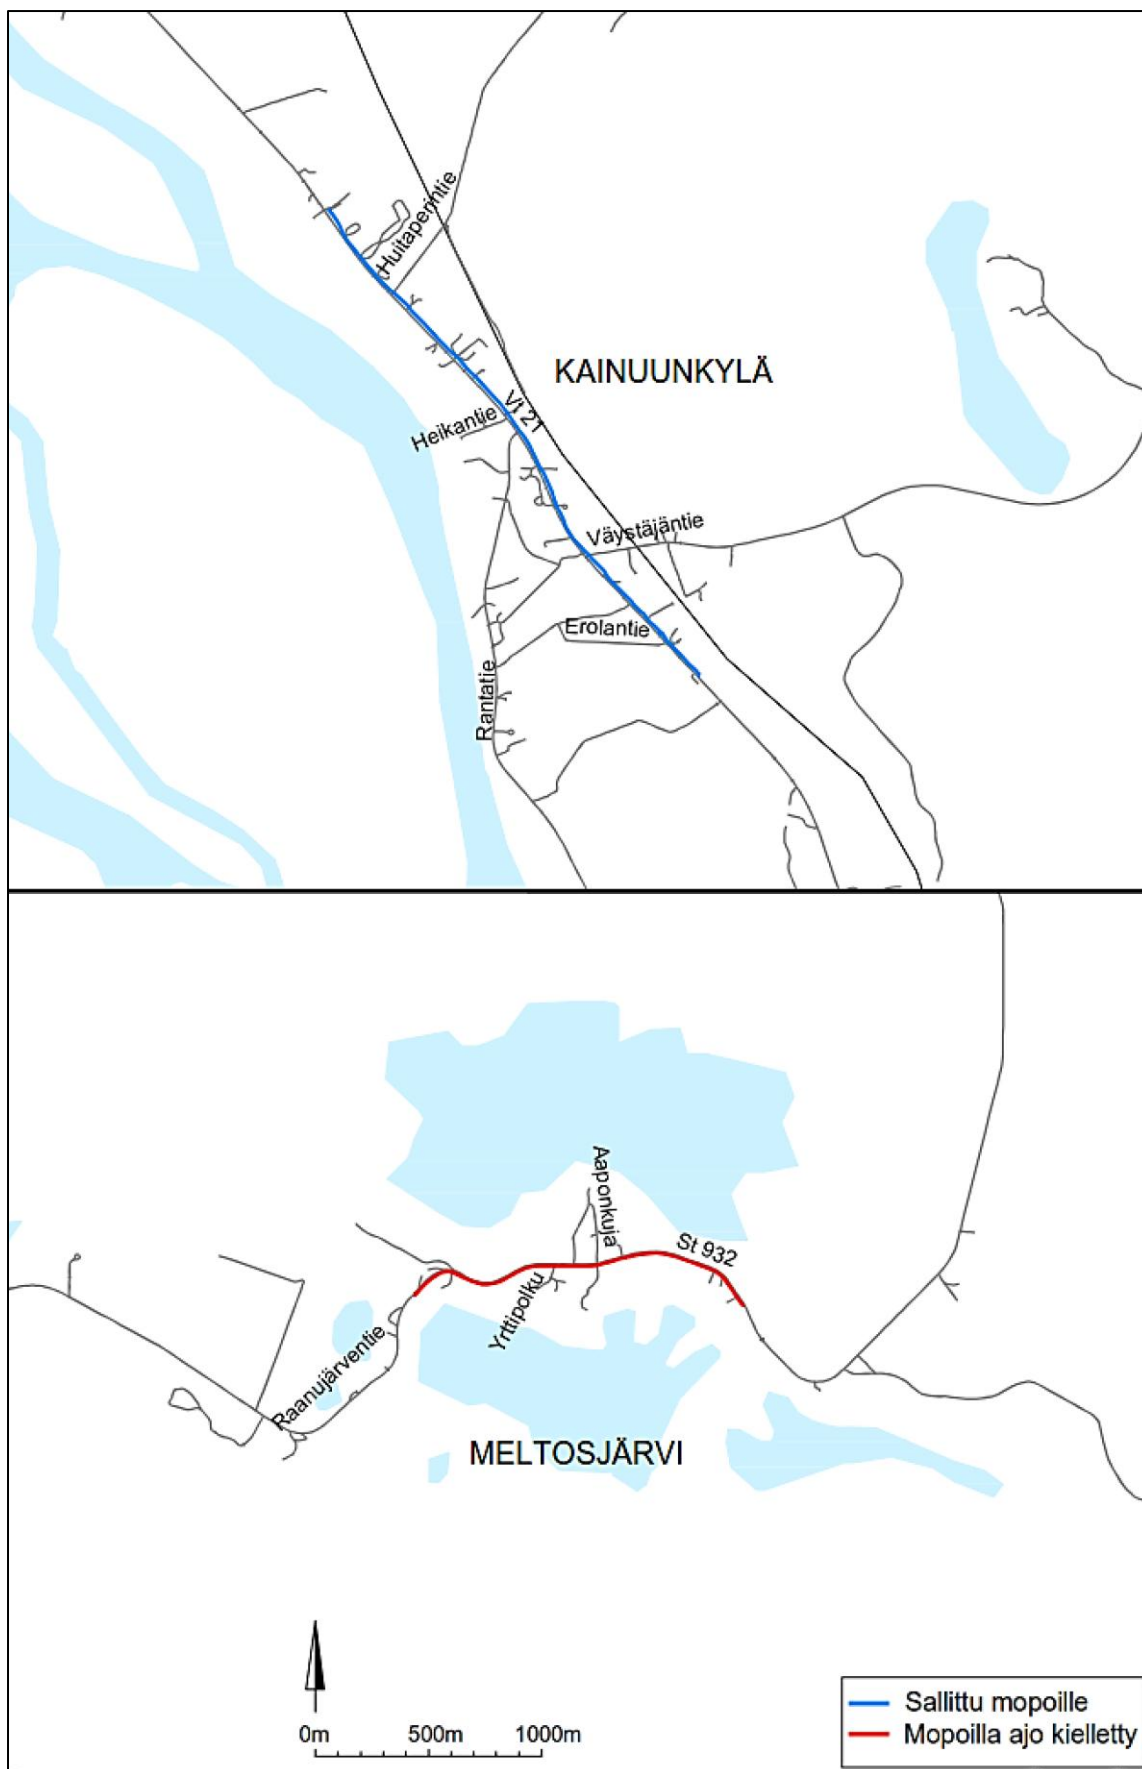 Huitaperintie
KAINUUNKYLÄ
Vt 21
Heikantie
Väystäjäntie
Erolantie
Rantatie
Aaponkuja
St 932
Yrttipolku
Raanujärventie
MELTOSJÄRVI
0m 500m 1000m
Sallittu mopoille
Mopoilla ajo kielletty